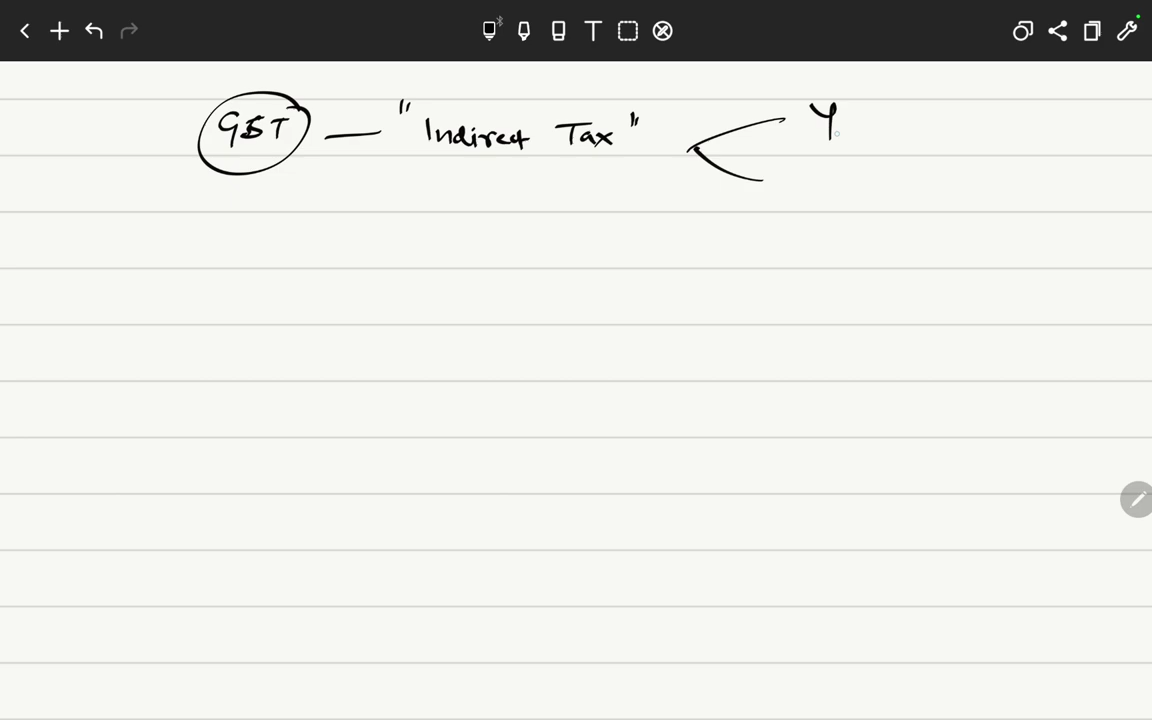 GST — "Indirect Tax" < Y